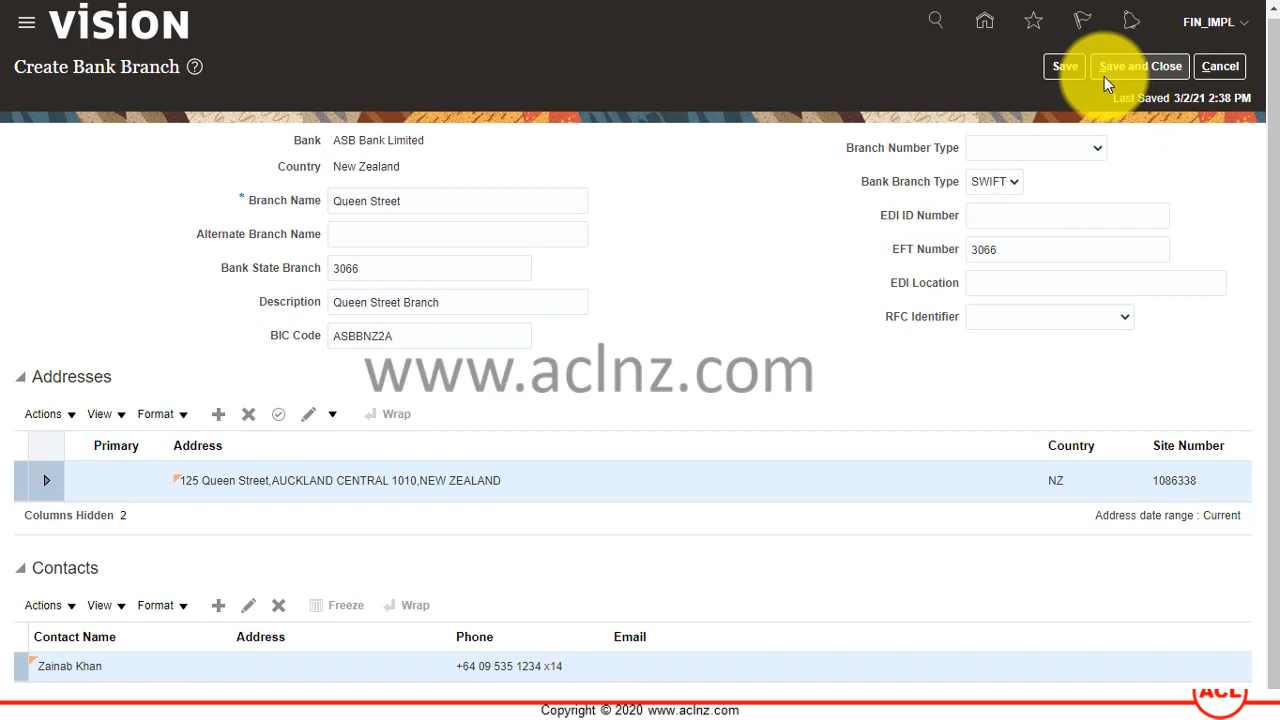 vision
FIN_IMPL
Create Bank Branch ?
Save Save and Close Cancel
Last Saved 3/2/21 2:38 PM
Bank ASB Bank Limited
Country New Zealand
* Branch Name Queen Street
Alternate Branch Name
Bank State Branch 3066
Description Queen Street Branch
BIC Code ASBBNZ2A
Branch Number Type
Bank Branch Type SWIFT
EDI ID Number
EFT Number 3066
EDI Location
RFC Identifier
www.aclnz.com
Addresses
Actions View Format Wrap
Primary Address Country Site Number
125 Queen Street,AUCKLAND CENTRAL 1010,NEW ZEALAND NZ 1086338
Columns Hidden 2 Address date range : Current
Contacts
Actions View Format Freeze Wrap
Contact Name Address Phone Email
Zainab Khan +64 09 535 1234 x14
ACL
Copyright © 2020 www.aclnz.com